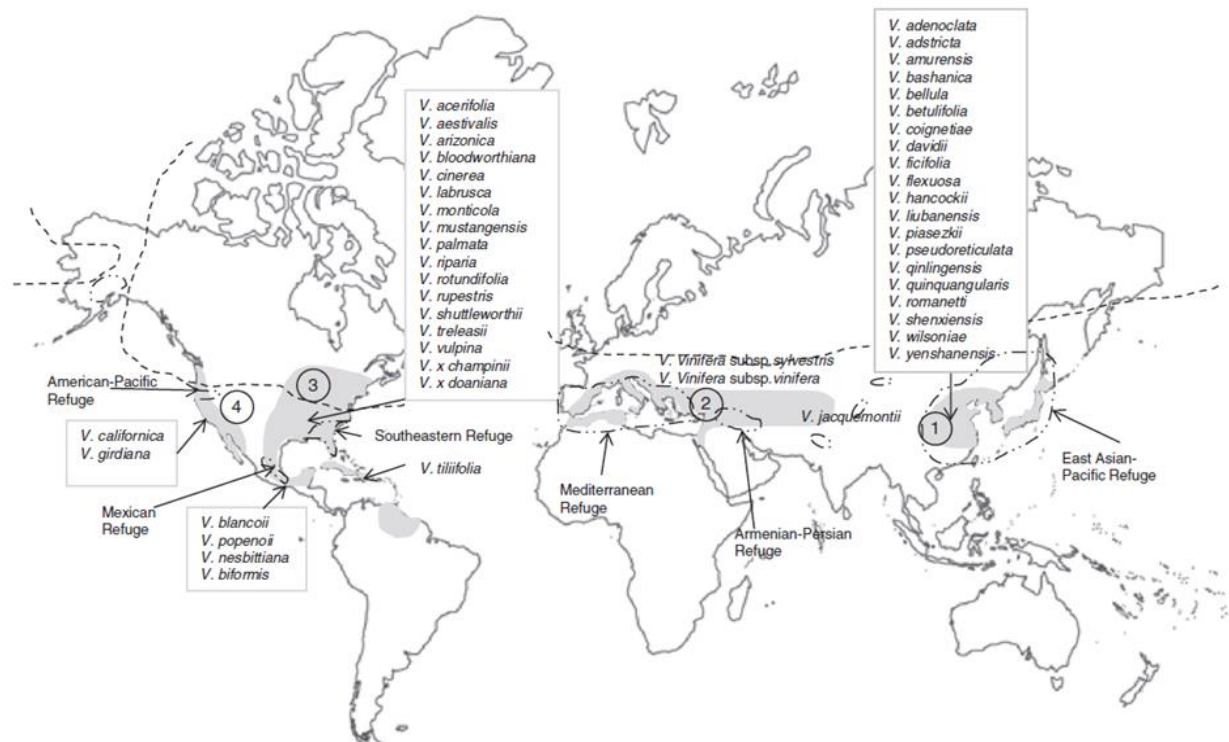 V. acerifolia
V. aestivalis
V. arizonica
V. bloodworthiana
V. cinerea
V. labrusca
V. monticola
V. mustangensis
V. palmata
V. riparia
V. rotundifolia
V. rupestris
V. shuttleworthii
V. treleasii
V. vulpina
V. x champinii
V. x doaniana
V. adenoclata
V. adstricta
V. amurensis
V. bashanica
V. bellula
V. betulifolia
V. coignetiae
V. davidii
V. ficifolia
V. flexuosa
V. hancockii
V. liubanensis
V. piasezkii
V. pseudoreticulata
V. qinlingensis
V. quinquangularis
V. romanetti
V. shenxiensis
V. wilsoniae
V. yenshanensis
American-Pacific
Refuge
3
4
V. californica
V. girdiana
Southeastern Refuge
V. tiliifolia
Mexican
Refuge
V. blancoii
V. popenoii
V. nesbittiana
V. biformis
V. Vinifera subsp.sylvestris
V. Vinifera subsp.vinifera
2
V. jacquemontii
1
Mediterranean
Refuge
Armenian-Persian
Refuge
East Asian-
Pacific Refuge